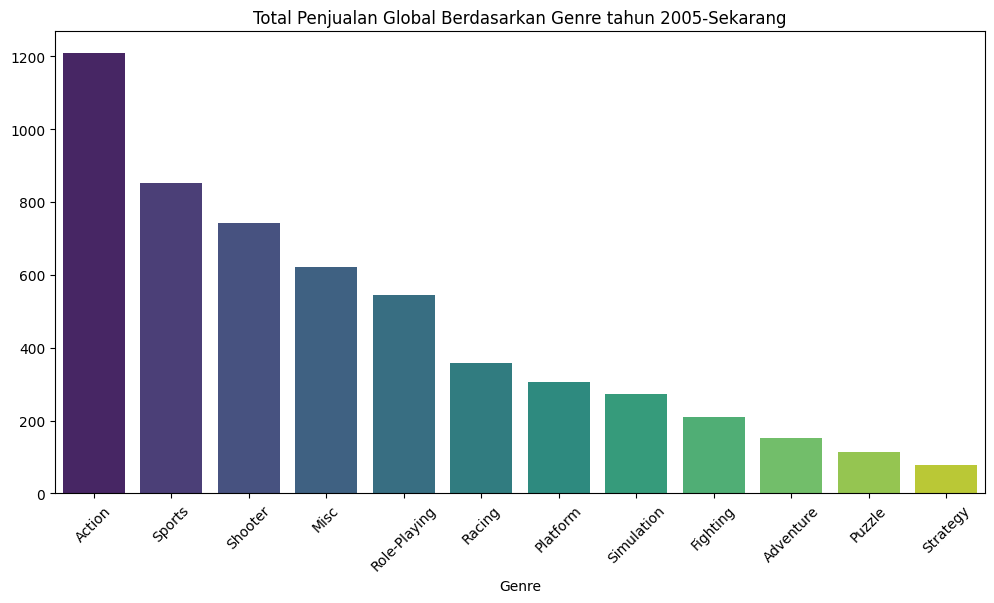 Total Penjualan Global Berdasarkan Genre tahun 2005-Sekarang
1200
1000
800
600
400
200
0
Action
Sports
Shooter
Misc
Role-Playing
Racing
Platform
Simulation
Fighting
Adventure
Puzzle
Strategy
Genre